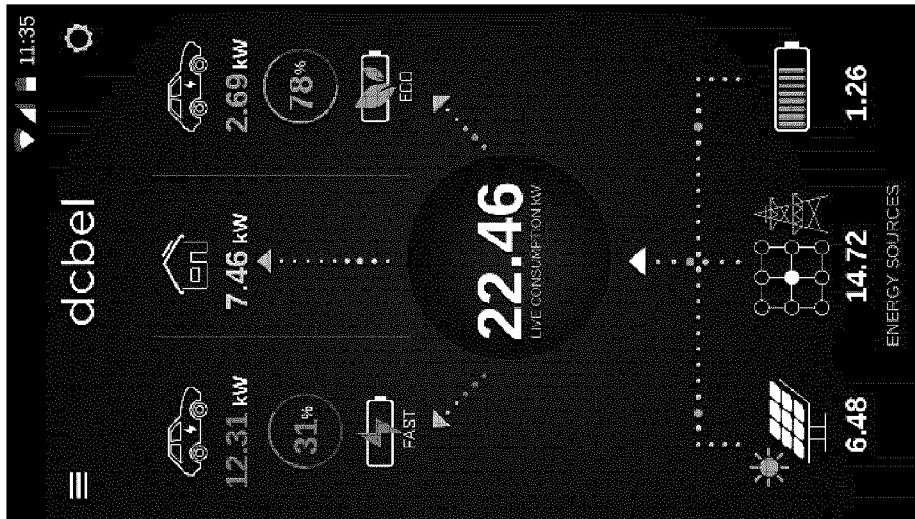 11:35
dcbel
12.31 kW
7.46 kW
2.69 kW
31%
78%
FAST
ECO
22.46
LIVE CONSUMPTION kW
6.48
14.72
1.26
ENERGY SOURCES